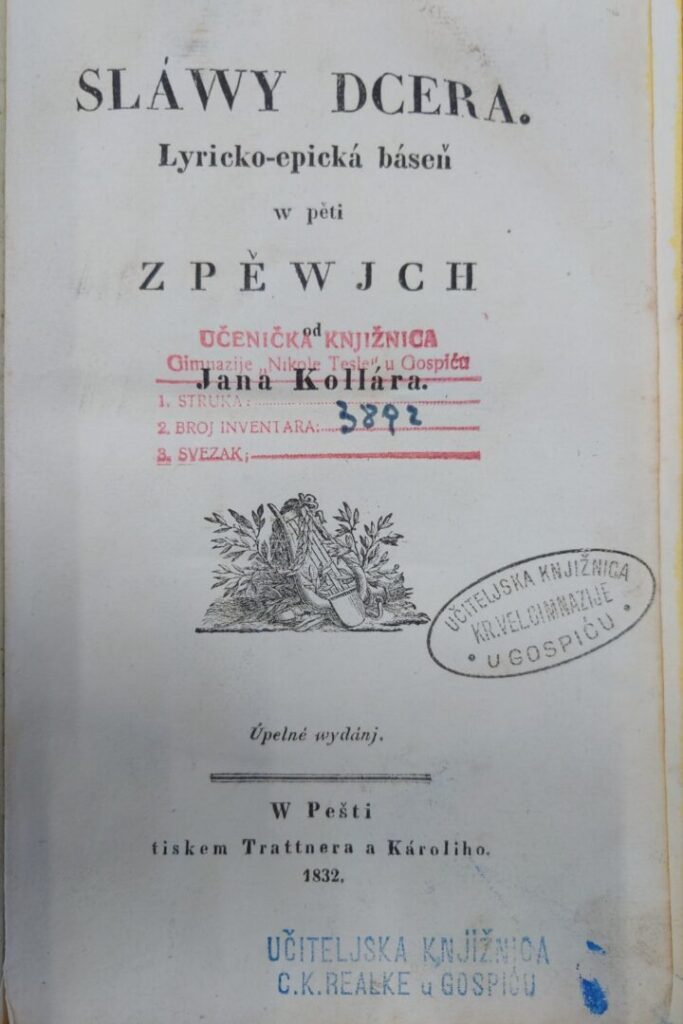 SLÁWY DCERA.
Lyricko-epická báseň
w pěti
ZPĚWJCH
od
UČENIČKA KNJIŽNICA
Gimnazije „Nikole Tesle" u Gospiću
Jana Kollára.
1. STRUKA:
2. BROJ INVENTARA: 3892
3. SVEZAK;
UČITELJSKA KNJIŽNICA
KR. VEL. GIMNAZIJE
U GOSPIĆU
Úpelné wydánj.
W Pešti
tiskem Trattnera a Károliho.
1832.
UČITELJSKA KNJIŽNICA
C.K. REALKE u GOSPIĆU